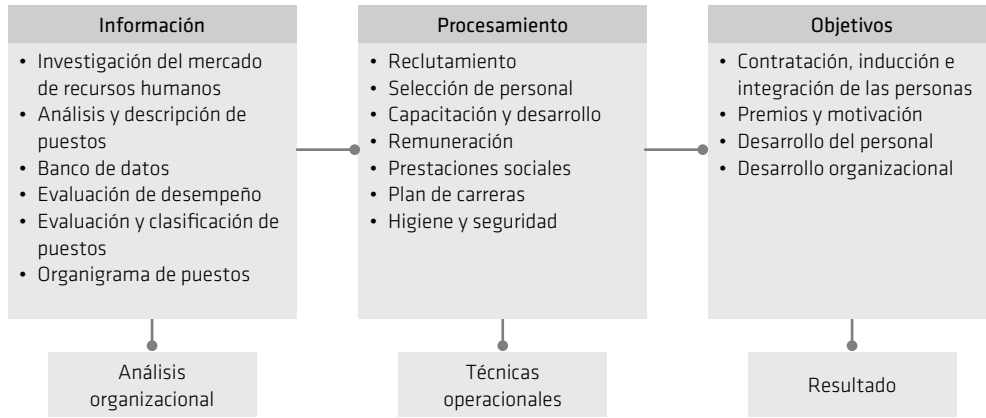 Información
• Investigación del mercado
de recursos humanos
• Análisis y descripción de
puestos
• Banco de datos
• Evaluación de desempeño
• Evaluación y clasificación de
puestos
• Organigrama de puestos
Análisis
organizacional
Procesamiento
• Reclutamiento
• Selección de personal
• Capacitación y desarrollo
• Remuneración
• Prestaciones sociales
• Plan de carreras
• Higiene y seguridad
Técnicas
operacionales
Objetivos
• Contratación, inducción e
integración de las personas
• Premios y motivación
• Desarrollo del personal
• Desarrollo organizacional
Resultado